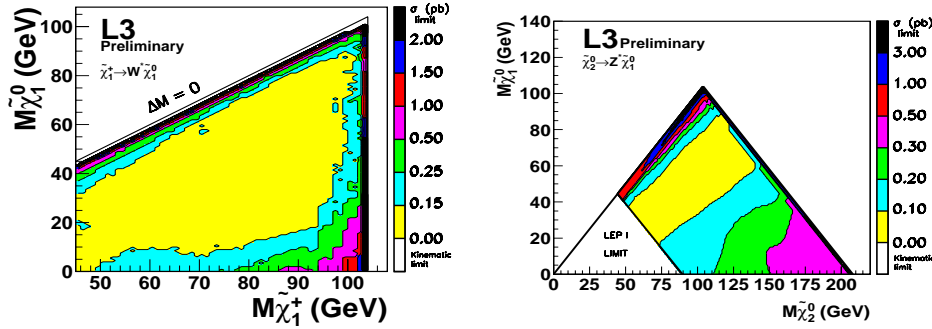 L3
Preliminary
χ̃₁⁺→W*χ̃₁⁰
ΔM = 0
Mχ̃₁⁰ (GeV)
100
80
60
40
20
0
50 60 70 80 90 100
Mχ̃₁⁺ (GeV)
σ (pb)
limit
2.00
1.50
1.00
0.50
0.25
0.15
0.00
Kinematic
limit
L3 Preliminary
χ̃₂⁰→Z*χ̃₁⁰
Mχ̃₁⁰ (GeV)
140
120
100
80
60
40
20
0
LEP I
LIMIT
0 25 50 75 100 125 150 175 200
Mχ̃₂⁰ (GeV)
σ (pb)
limit
3.00
1.00
0.50
0.30
0.20
0.10
0.00
Kinematic
limit